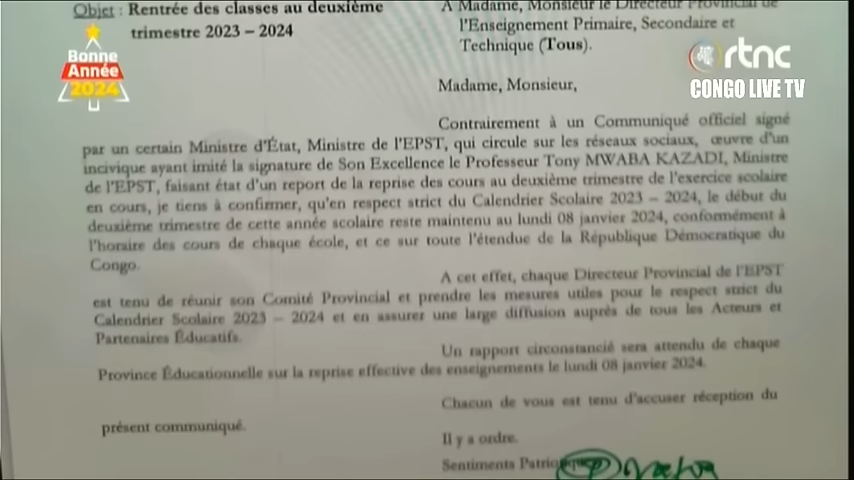 Objet : Rentrée des classes au deuxième
trimestre 2023 – 2024
A Madame, Monsieur le Directeur Provincial de
l'Enseignement Primaire, Secondaire et
Technique (Tous).
Bonne
Année
2024
rtnc
CONGO LIVE TV
Madame, Monsieur,
Contrairement à un Communiqué officiel signé
par un certain Ministre d'État, Ministre de l'EPST, qui circule sur les réseaux sociaux, œuvre d'un
incivique ayant imité la signature de Son Excellence le Professeur Tony MWABA KAZADI, Ministre
de l'EPST, faisant état d'un report de la reprise des cours au deuxième trimestre de l'exercice scolaire
en cours, je tiens à confirmer, qu'en respect strict du Calendrier Scolaire 2023 – 2024, le début du
deuxième trimestre de cette année scolaire reste maintenu au lundi 08 janvier 2024, conformément à
l'horaire des cours de chaque école, et ce sur toute l'étendue de la République Démocratique du
Congo.
A cet effet, chaque Directeur Provincial de l'EPST
est tenu de réunir son Comité Provincial et prendre les mesures utiles pour le respect strict du
Calendrier Scolaire 2023 – 2024 et en assurer une large diffusion auprès de tous les Acteurs et
Partenaires Éducatifs.
Un rapport circonstancié sera attendu de chaque
Province Éducationnelle sur la reprise effective des enseignements le lundi 08 janvier 2024.
Chacun de vous est tenu d'accuser réception du
présent communiqué.
Il y a ordre.
Sentiments